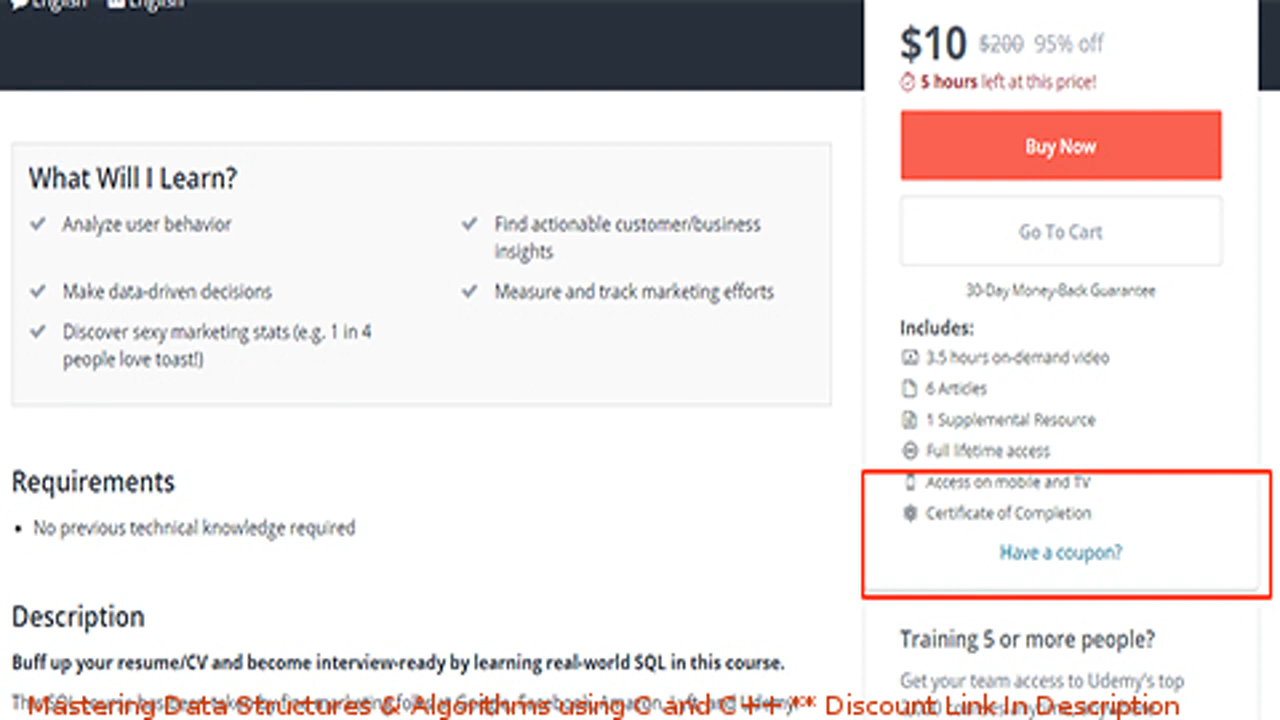 English English
$10 $200 95% off
5 hours left at this price!
Buy Now
Go To Cart
30-Day Money-Back Guarantee
Includes:
3.5 hours on-demand video
6 Articles
1 Supplemental Resource
Full lifetime access
Access on mobile and TV
Certificate of Completion
Have a coupon?
Training 5 or more people?
Get your team access to Udemy's top
What Will I Learn?
Analyze user behavior
Find actionable customer/business
insights
Make data-driven decisions
Measure and track marketing efforts
Discover sexy marketing stats (e.g. 1 in 4
people love toast!)
Requirements
No previous technical knowledge required
Description
Buff up your resume/CV and become interview-ready by learning real-world SQL in this course.
Mastering Data Structures & Algorithms using C and C++ ** Discount Link In Description